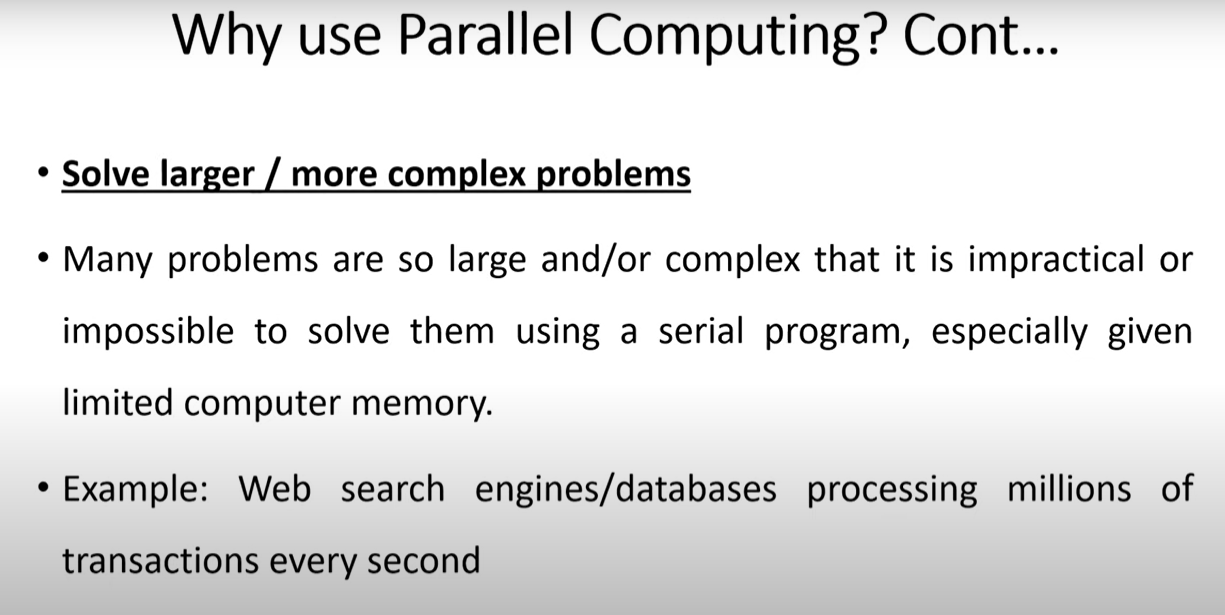 Why use Parallel Computing? Cont...
• Solve larger / more complex problems
• Many problems are so large and/or complex that it is impractical or
impossible to solve them using a serial program, especially given
limited computer memory.
• Example: Web search engines/databases processing millions of
transactions every second